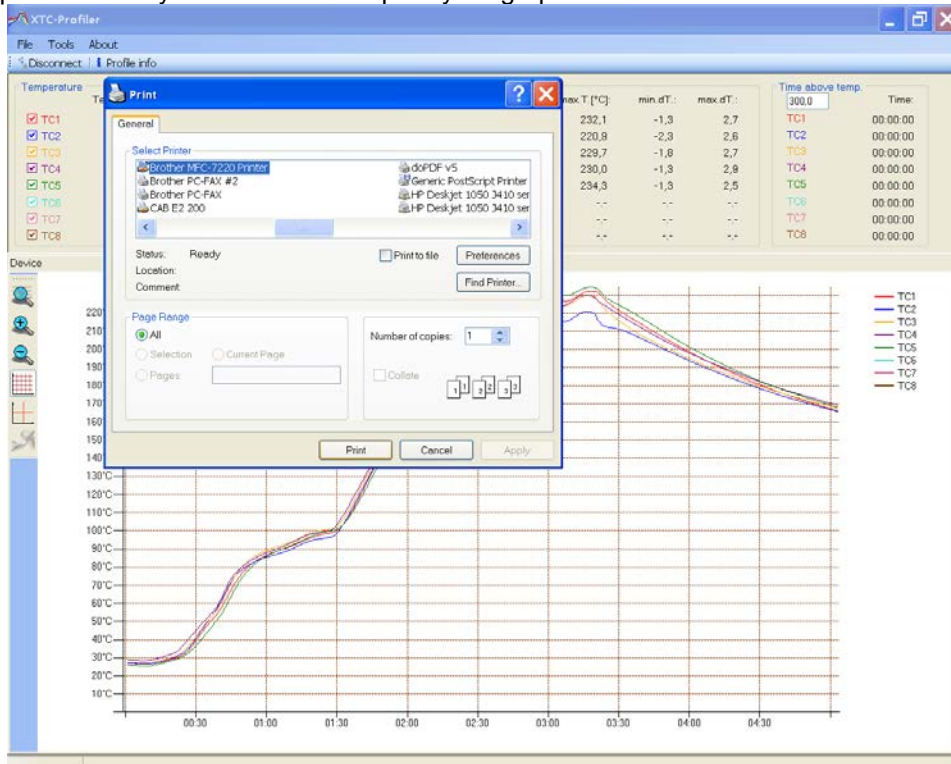 XTC-Profiler
File Tools About
Disconnect Profile info
Temperature
max.T [°C]: min.dT.: max.dT.:
Time above temp.
300,0 Time:
TC1 232,1 -1,3 2,7 TC1 00:00:00
TC2 220,9 -2,3 2,6 TC2 00:00:00
TC3 229,7 -1,8 2,7 TC3 00:00:00
TC4 230,0 -1,3 2,9 TC4 00:00:00
TC5 234,3 -1,3 2,5 TC5 00:00:00
TC6 -.- -.- -.- TC6 00:00:00
TC7 -.- -.- -.- TC7 00:00:00
TC8 -.- -.- -.- TC8 00:00:00
Print
General
Select Printer
Brother MFC-7220 Printer doPDF v5
Brother PC-FAX #2 Generic PostScript Printer
Brother PC-FAX HP Deskjet 1050 J410 ser
CAB E2 200 HP Deskjet 1050 J410 ser
Status: Ready Print to file Preferences
Location:
Comment: Find Printer...
Page Range
All Number of copies: 1
Selection Current Page
Pages: Collate
1 1 2 2 3 3
Print Cancel Apply
Device
220
210
200
190
180
170
160
150
140
130°C
120°C
110°C
100°C
90°C
80°C
70°C
60°C
50°C
40°C
30°C
20°C
10°C
00:30 01:00 01:30 02:00 02:30 03:00 03:30 04:00 04:30
TC1
TC2
TC3
TC4
TC5
TC6
TC7
TC8